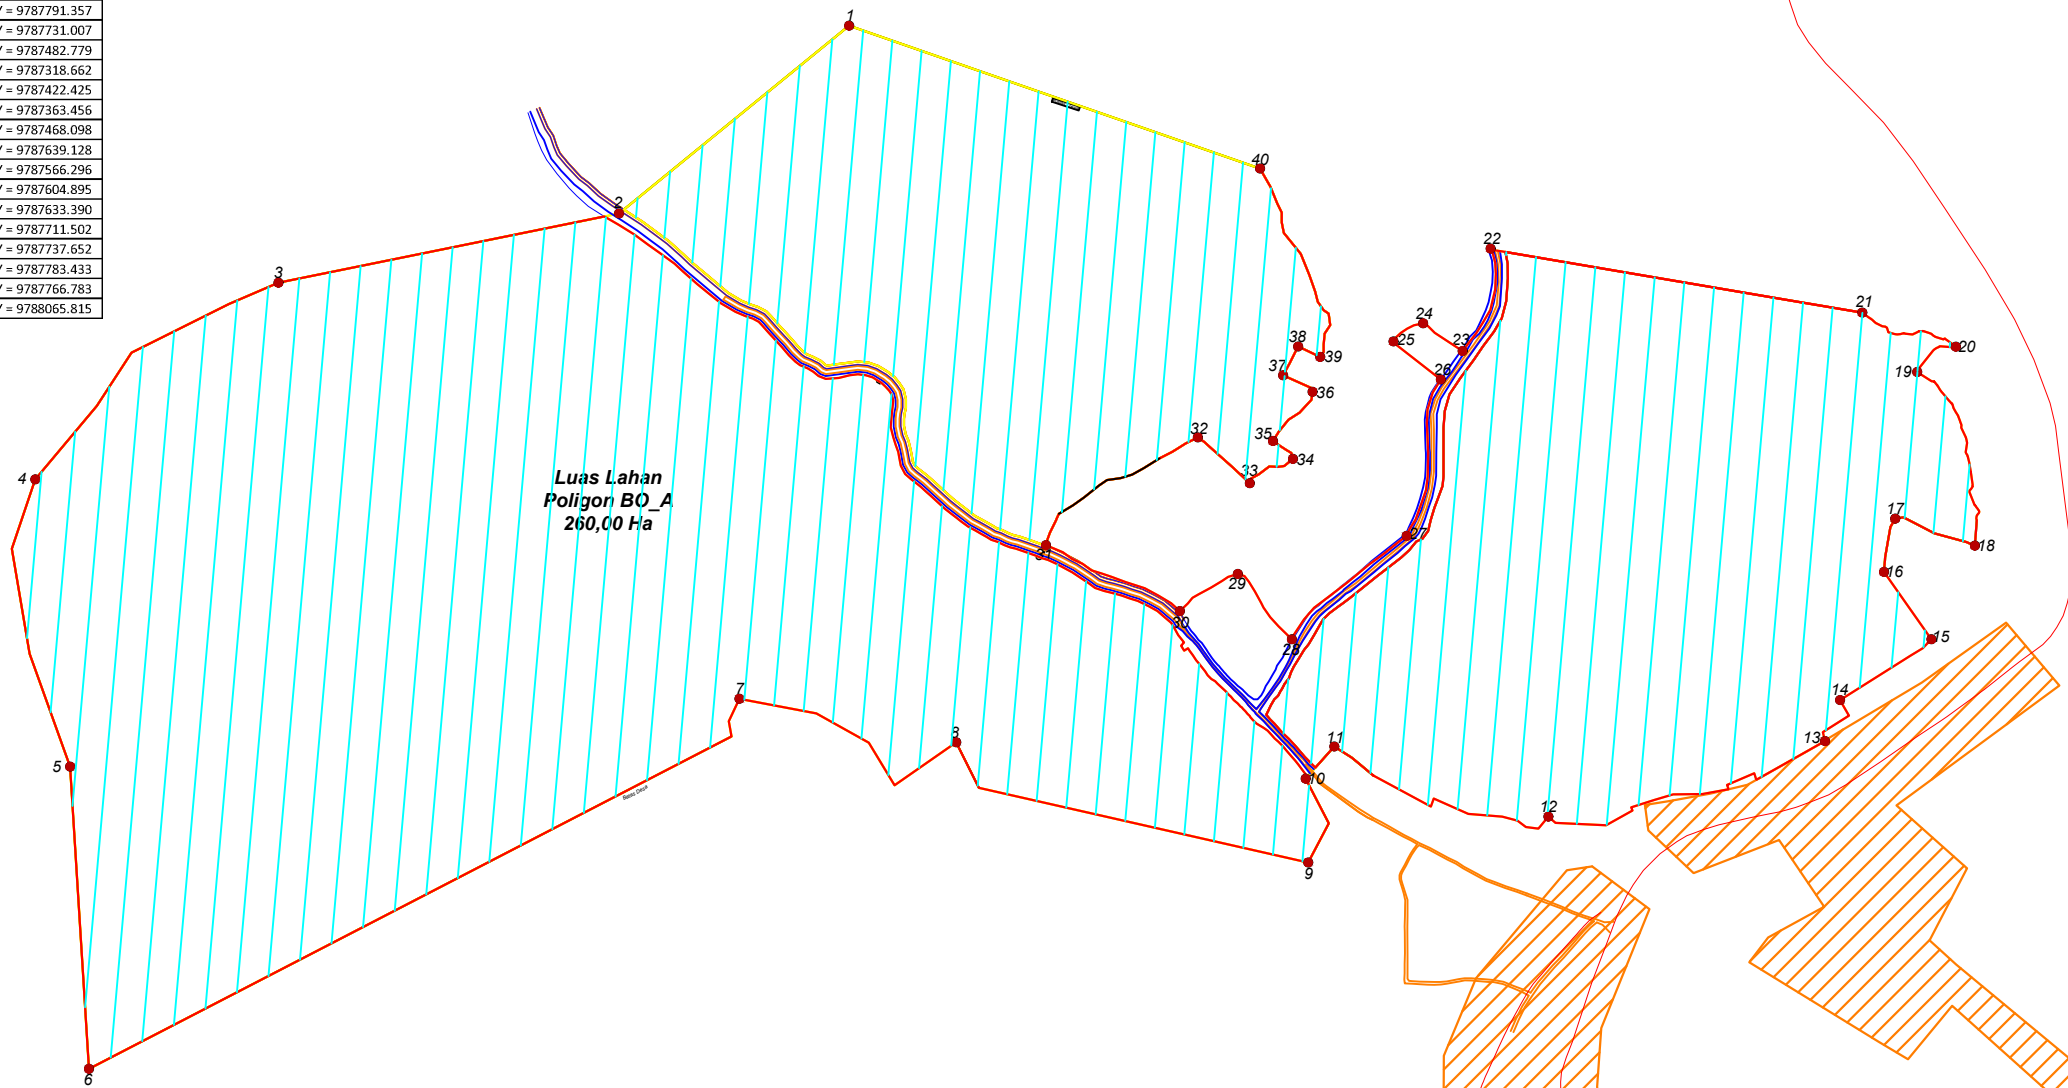 Y = 9787791.357
Y = 9787731.007
Y = 9787482.779
Y = 9787318.662
Y = 9787422.425
Y = 9787363.456
Y = 9787468.098
Y = 9787639.128
Y = 9787566.296
Y = 9787604.895
Y = 9787633.390
Y = 9787711.502
Y = 9787737.652
Y = 9787783.433
Y = 9787766.783
Y = 9788065.815
1
40
2
22
3
21
24
23
20
38
39
25
19
37
26
36
32
35
34
4
33
Luas Lahan
Poligon BO_A
260,00 Ha
17
27
18
31
29
16
30
28
15
7
14
8
11
13
5
10
Batas Desa
12
9
6